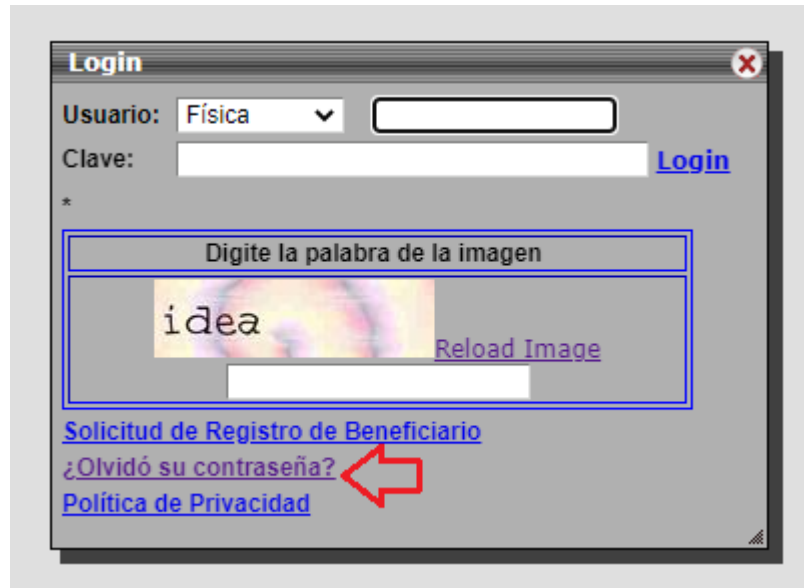 Login
Usuario: Física
Clave: Login
*
Digite la palabra de la imagen
idea
Reload Image
Solicitud de Registro de Beneficiario
¿Olvidó su contraseña?
Política de Privacidad